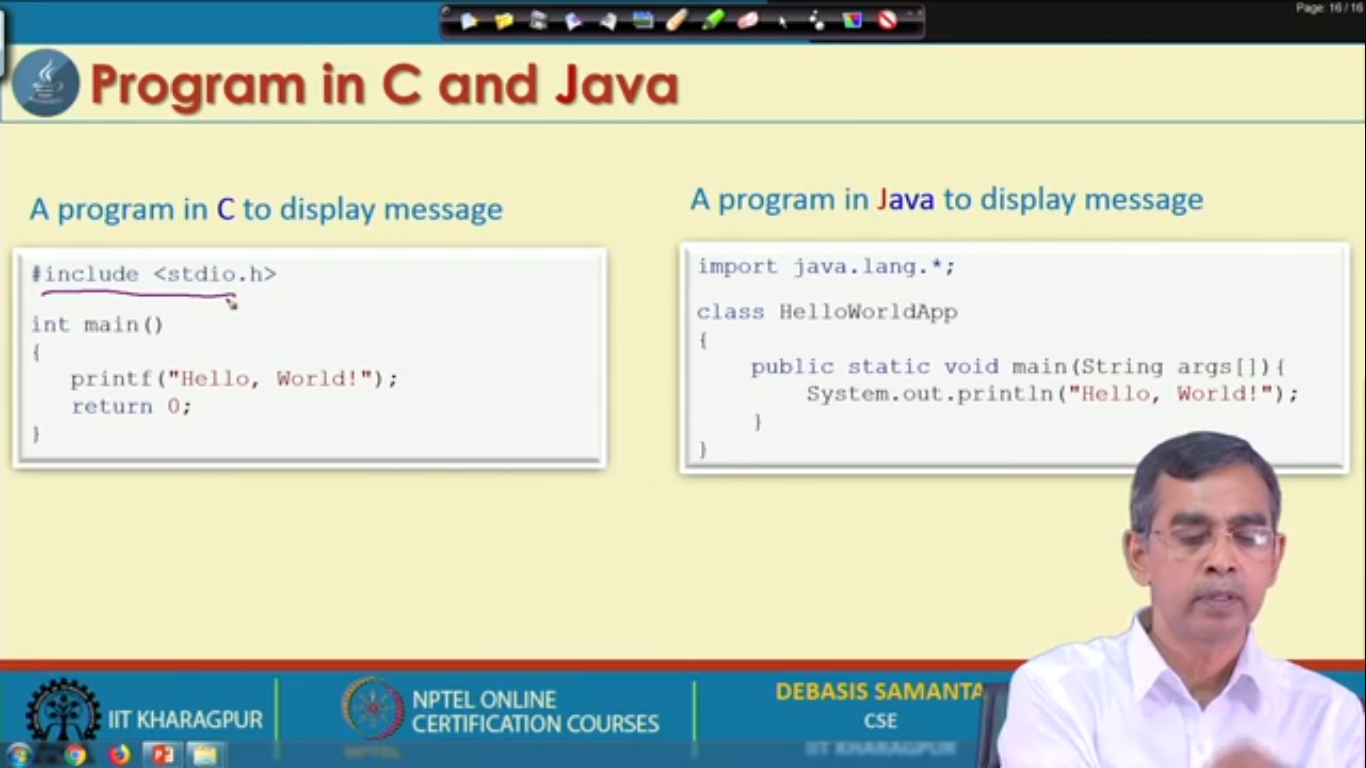 Page: 16 / 16
Program in C and Java
A program in C to display message
#include <stdio.h>
int main()
{
printf("Hello, World!");
return 0;
}
A program in Java to display message
import java.lang.*;
class HelloWorldApp
{
public static void main(String args[]){
System.out.println("Hello, World!");
}
}
IIT KHARAGPUR
NPTEL ONLINE
CERTIFICATION COURSES
DEBASIS SAMANTA
CSE
IIT KHARAGPUR
NPTEL